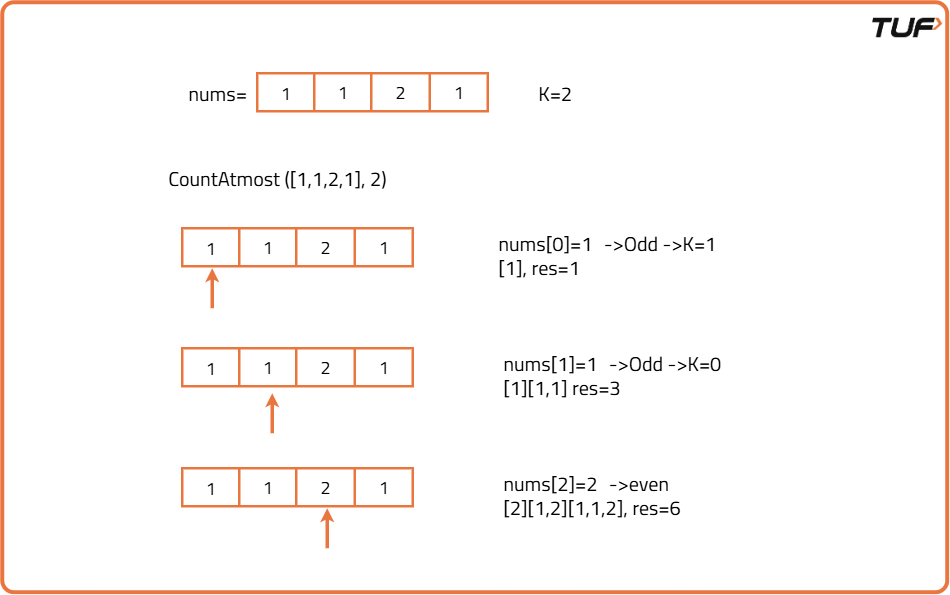 TUF
nums= 1 1 2 1 K=2
CountAtmost ([1,1,2,1], 2)
1 1 2 1
nums[0]=1 ->Odd ->K=1
[1], res=1
1 1 2 1
nums[1]=1 ->Odd ->K=0
[1][1,1] res=3
1 1 2 1
nums[2]=2 ->even
[2][1,2][1,1,2], res=6